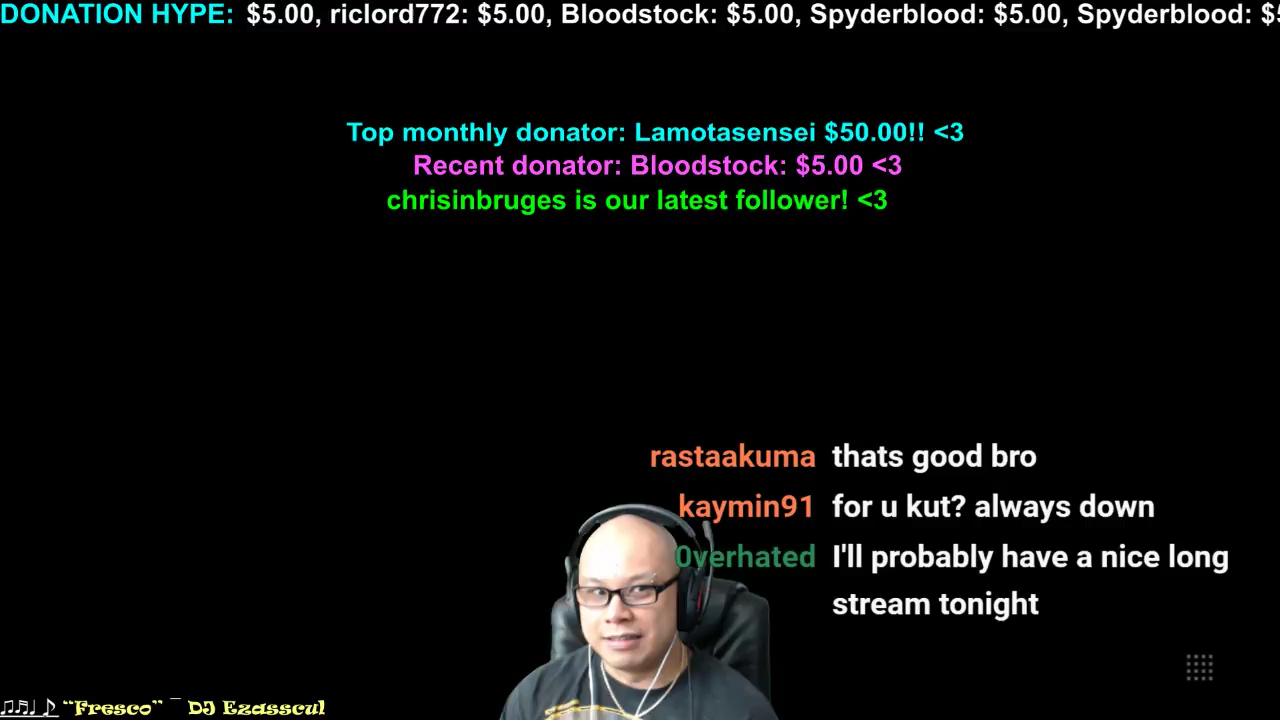 DONATION HYPE: $5.00, riclord772: $5.00, Bloodstock: $5.00, Spyderblood: $5.00, Spyderblood: $5
Top monthly donator: Lamotasensei $50.00!! <3
Recent donator: Bloodstock: $5.00 <3
chrisinbruges is our latest follower! <3
rastaakuma thats good bro
kaymin91 for u kut? always down
0verhated I'll probably have a nice long
stream tonight
♫♫♩ ♪ “Fresco” ~ DJ Ezasscul